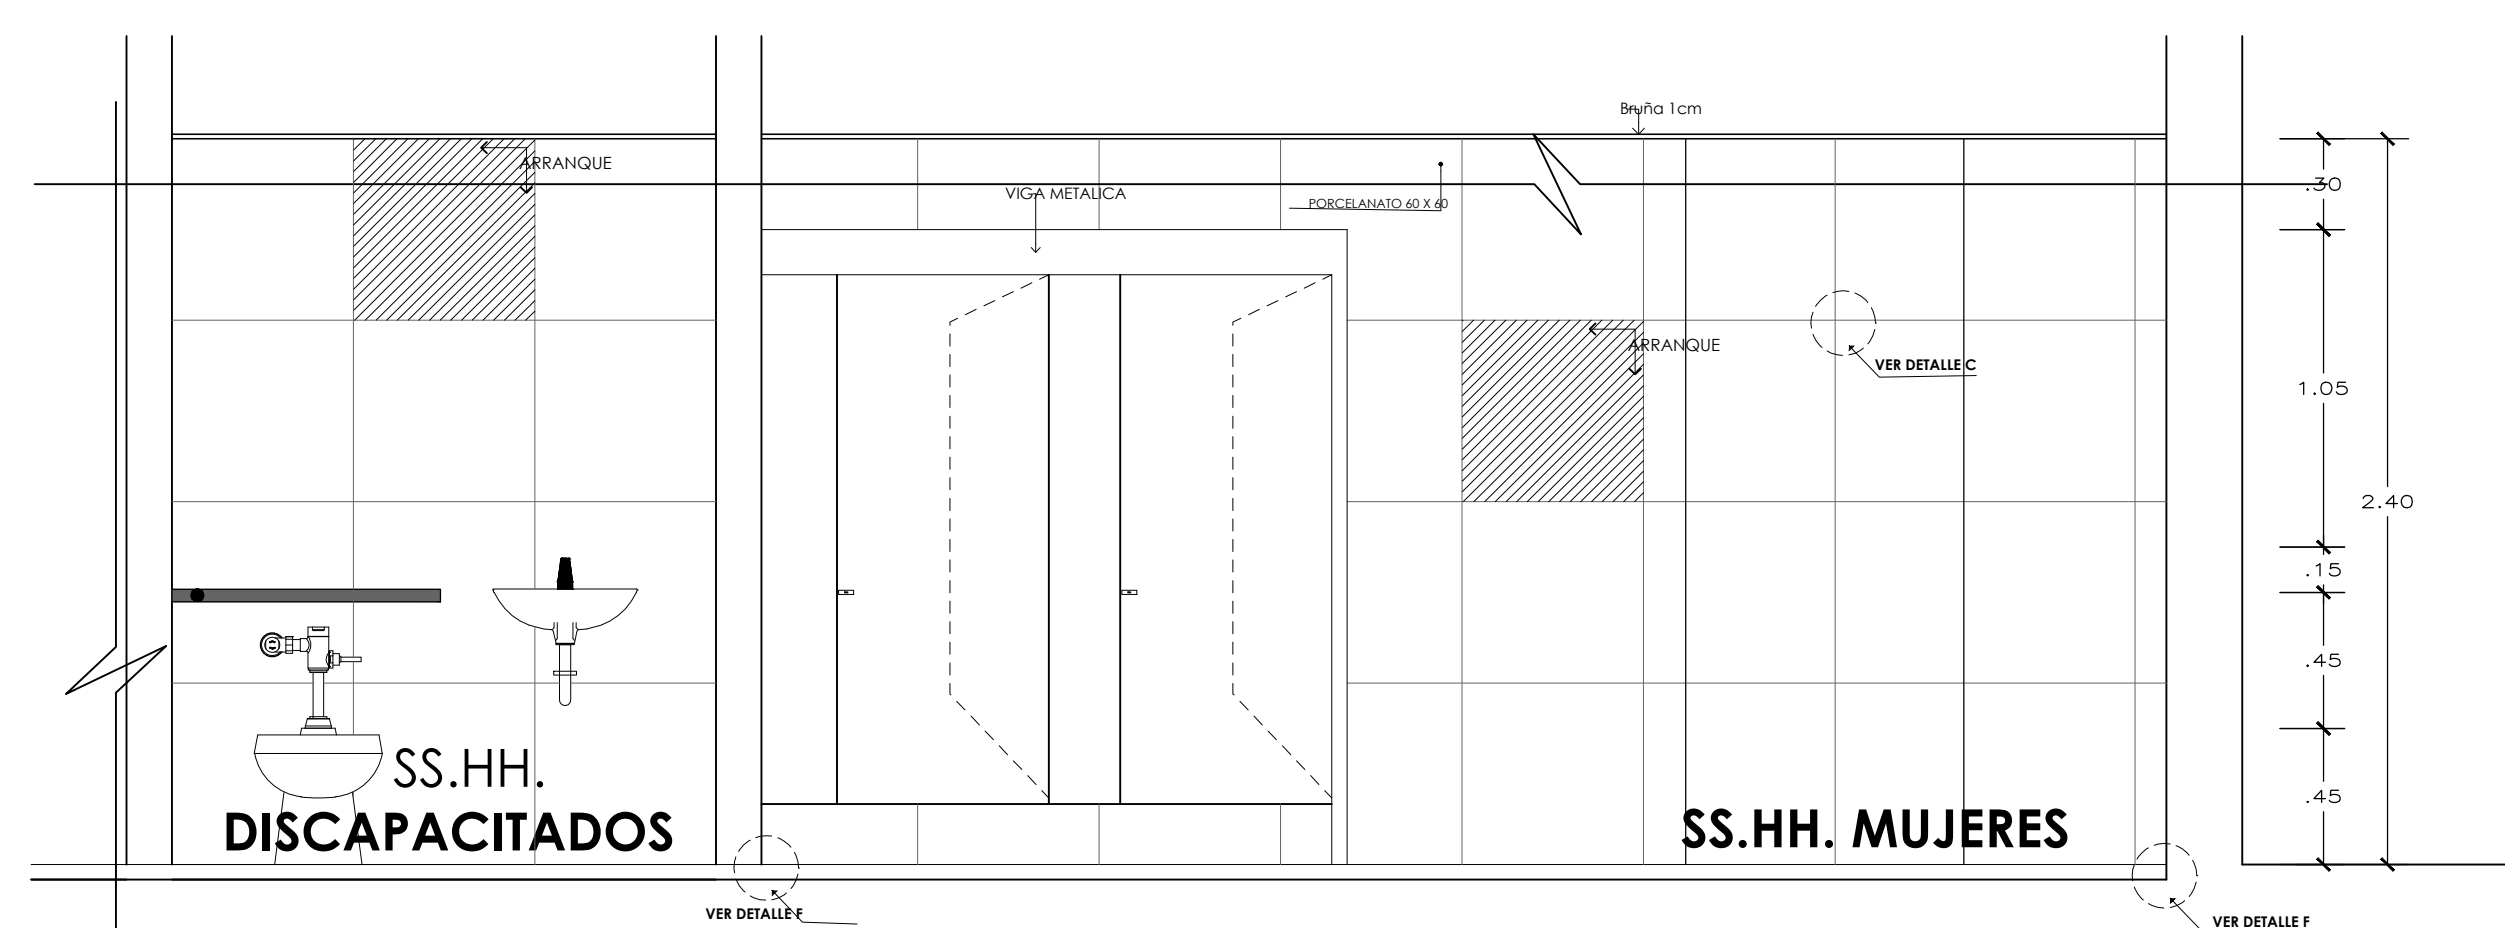 Bruña 1cm
ARRANQUE
VIGA METALICA
PORCELANATO 60 X 60
.30
ARRANQUE
VER DETALLE C
1.05
2.40
.15
.45
SS.HH.
DISCAPACITADOS
SS.HH. MUJERES
.45
VER DETALLE F
VER DETALLE F